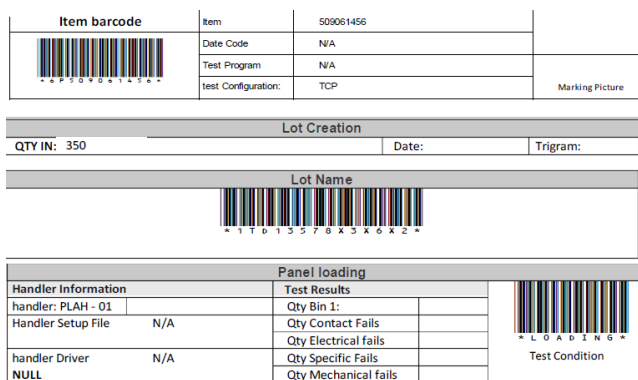 Item barcode
Item 509061456
*6P509061456*
Date Code N/A
Test Program N/A
test Configuration: TCP
Marking Picture
Lot Creation
QTY IN: 350 Date: Trigram:
Lot Name
*1TD13578X3X6X2*
Panel loading
Handler Information Test Results
handler: PLAH - 01 Qty Bin 1:
Handler Setup File N/A Qty Contact Fails
Qty Electrical fails
*LOADING*
Test Condition
handler Driver N/A Qty Specific Fails
NULL Qty Mechanical fails